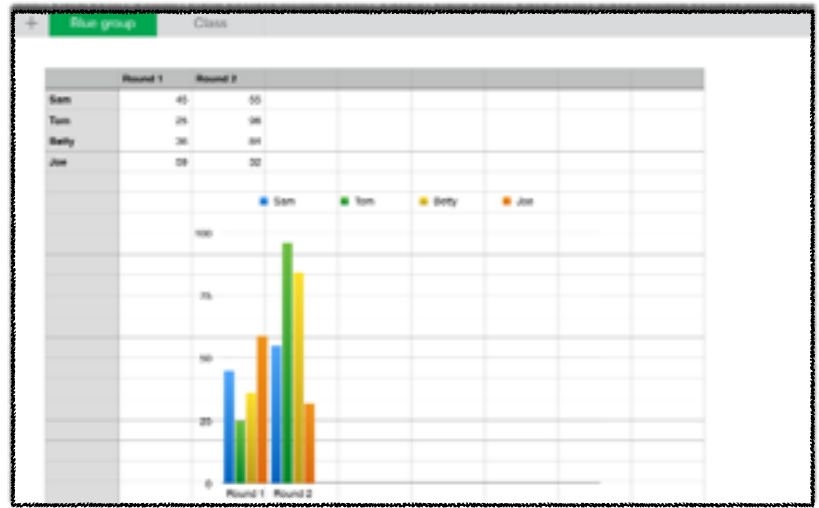 + Blue group Class
Round 1 Round 2
Sam 45 55
Tom 25 96
Betty 36 84
Joe 59 32
Sam Tom Betty Joe
100
75
50
25
0
Round 1 Round 2